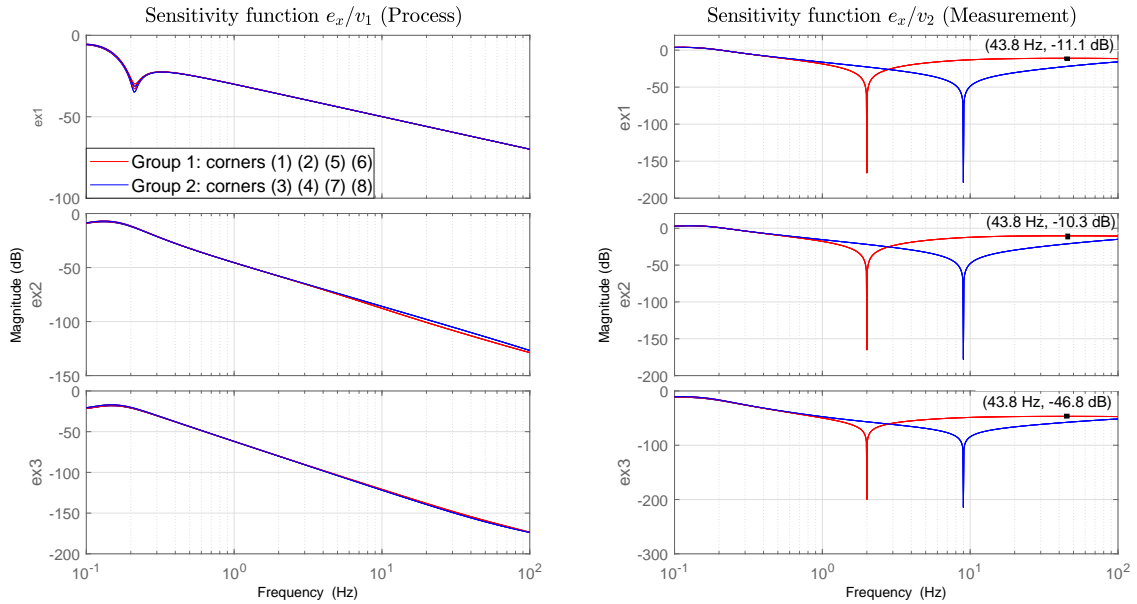 Sensitivity function e_x/v_1 (Process)
0
-50
-100
ex1
Group 1: corners (1) (2) (5) (6)
Group 2: corners (3) (4) (7) (8)
0
-50
-100
-150
Magnitude (dB)
ex2
0
-50
-100
-150
-200
ex3
10^-1
10^0
10^1
10^2
Frequency (Hz)
Sensitivity function e_x/v_2 (Measurement)
(43.8 Hz, -11.1 dB)
0
-50
-100
-150
-200
ex1
(43.8 Hz, -10.3 dB)
0
-50
-100
-150
-200
Magnitude (dB)
ex2
(43.8 Hz, -46.8 dB)
0
-100
-200
-300
ex3
10^-1
10^0
10^1
10^2
Frequency (Hz)